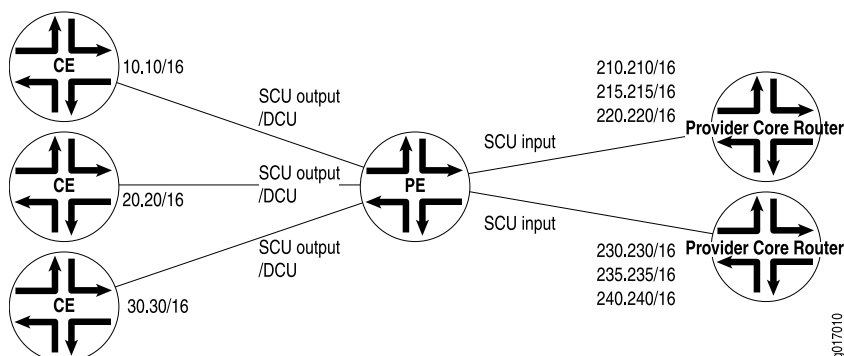 CE
10.10/16
SCU output
/DCU
CE
20.20/16
SCU output
/DCU
CE
30.30/16
SCU output
/DCU
PE
SCU input
210.210/16
215.215/16
220.220/16
Provider Core Router
SCU input
Provider Core Router
230.230/16
235.235/16
240.240/16
g017010